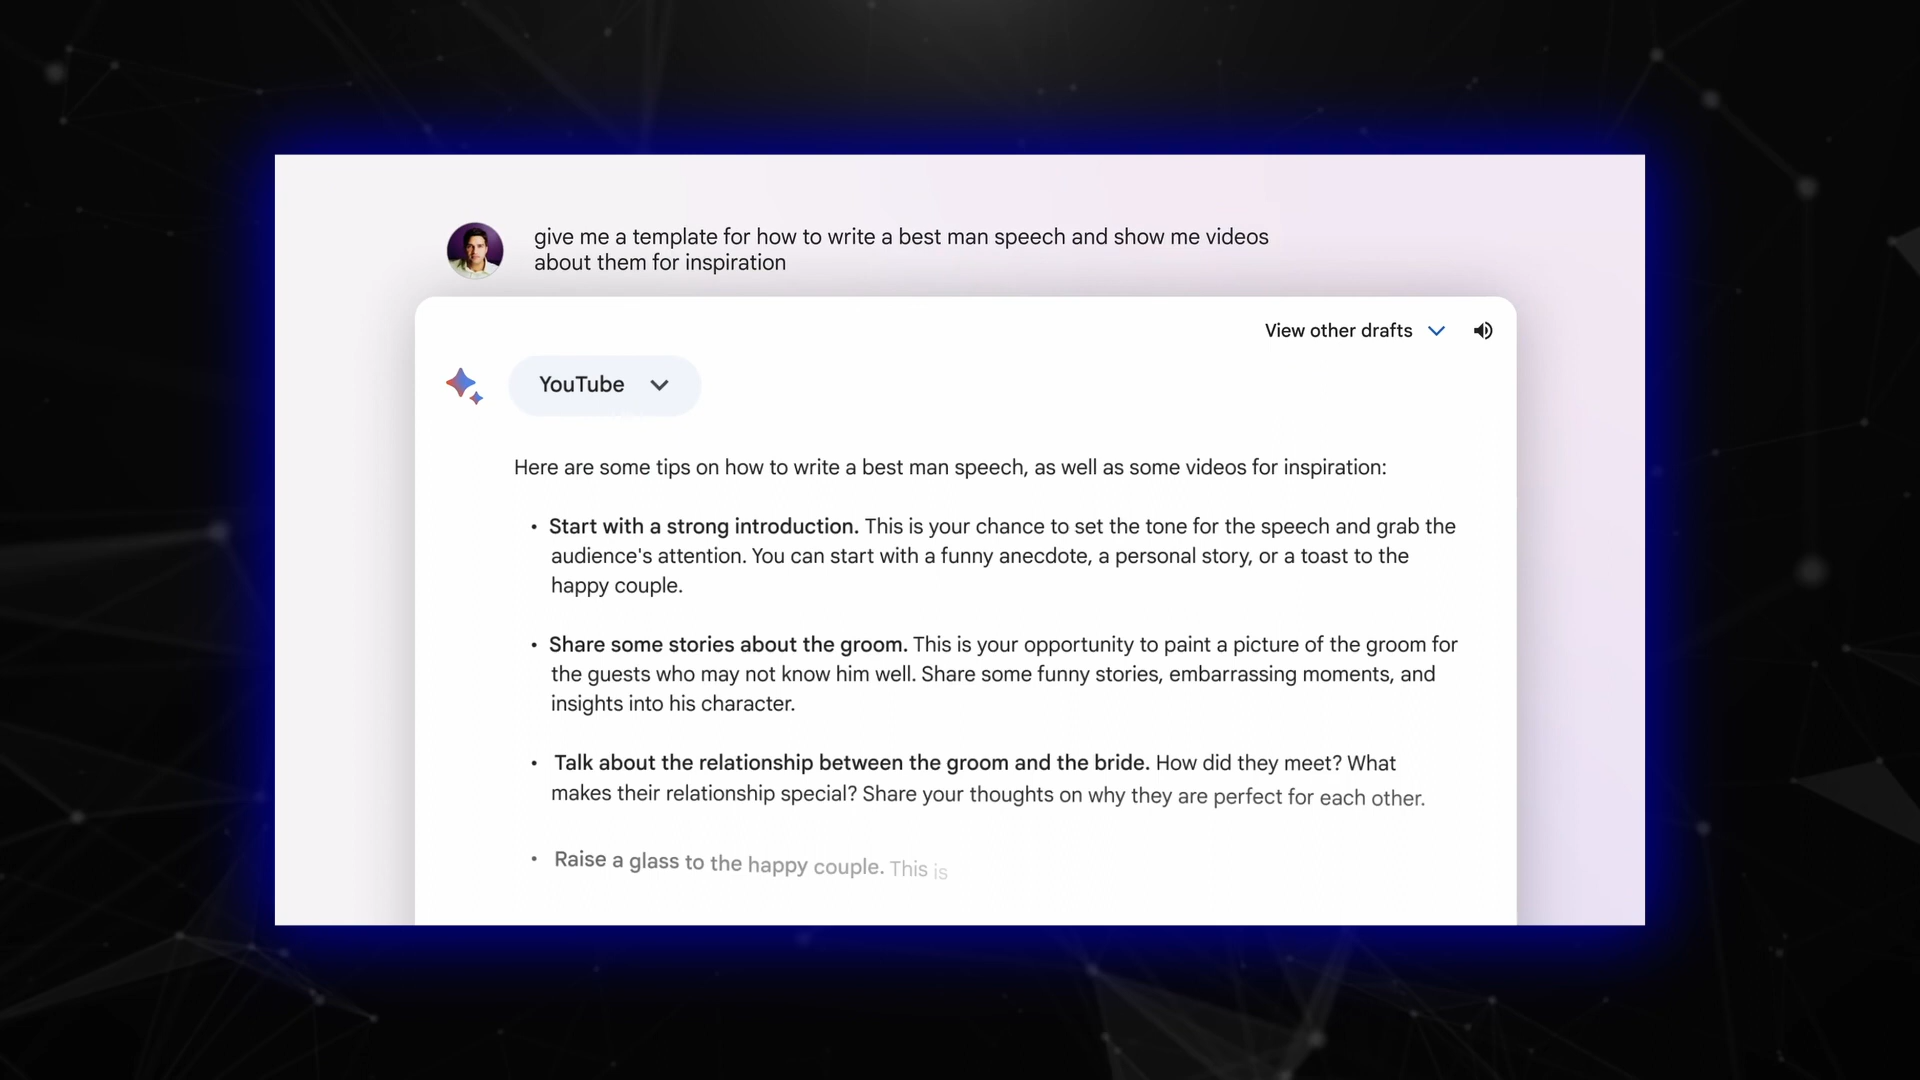 give me a template for how to write a best man speech and show me videos
about them for inspiration
View other drafts
YouTube
Here are some tips on how to write a best man speech, as well as some videos for inspiration:
• Start with a strong introduction. This is your chance to set the tone for the speech and grab the
audience's attention. You can start with a funny anecdote, a personal story, or a toast to the
happy couple.
• Share some stories about the groom. This is your opportunity to paint a picture of the groom for
the guests who may not know him well. Share some funny stories, embarrassing moments, and
insights into his character.
• Talk about the relationship between the groom and the bride. How did they meet? What
makes their relationship special? Share your thoughts on why they are perfect for each other.
• Raise a glass to the happy couple. This is